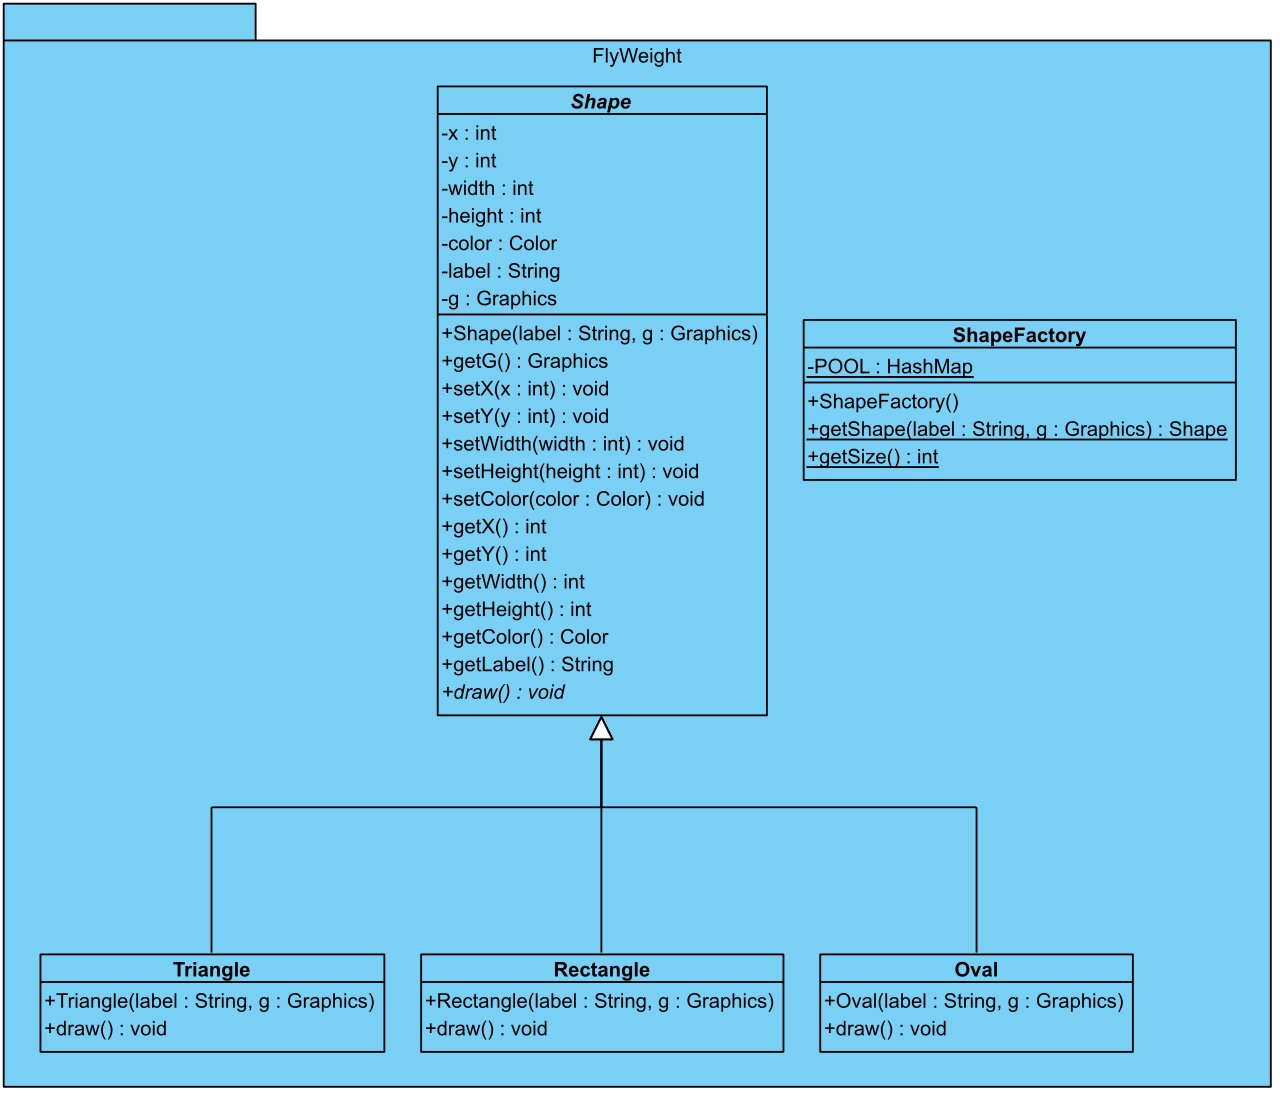 FlyWeight
Shape
-x : int
-y : int
-width : int
-height : int
-color : Color
-label : String
-g : Graphics
+Shape(label : String, g : Graphics)
+getG() : Graphics
+setX(x : int) : void
+setY(y : int) : void
+setWidth(width : int) : void
+setHeight(height : int) : void
+setColor(color : Color) : void
+getX() : int
+getY() : int
+getWidth() : int
+getHeight() : int
+getColor() : Color
+getLabel() : String
+draw() : void
ShapeFactory
-POOL : HashMap
+ShapeFactory()
+getShape(label : String, g : Graphics) : Shape
+getSize() : int
Triangle
+Triangle(label : String, g : Graphics)
+draw() : void
Rectangle
+Rectangle(label : String, g : Graphics)
+draw() : void
Oval
+Oval(label : String, g : Graphics)
+draw() : void